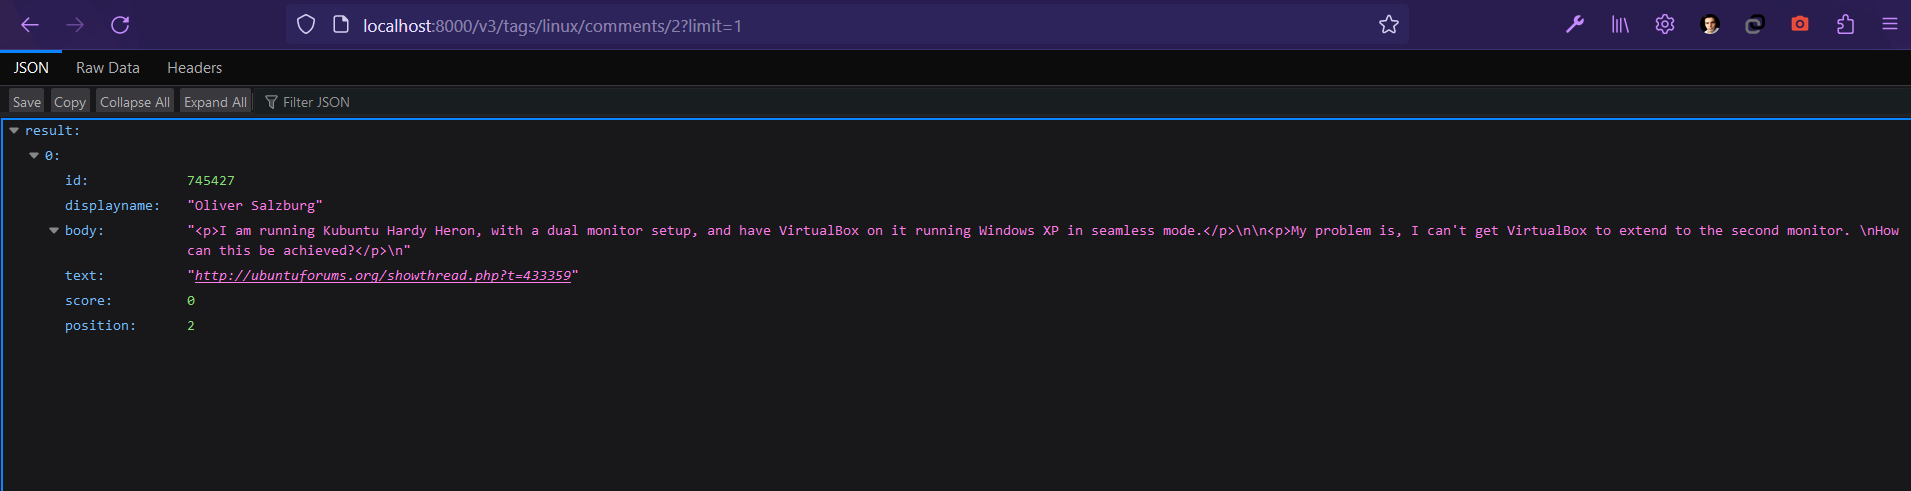 localhost:8000/v3/tags/linux/comments/2?limit=1
JSON Raw Data Headers
Save Copy Collapse All Expand All Filter JSON
result:
0:
id: 745427
displayname: "Oliver Salzburg"
body: "<p>I am running Kubuntu Hardy Heron, with a dual monitor setup, and have VirtualBox on it running Windows XP in seamless mode.</p>\n\n<p>My problem is, I can't get VirtualBox to extend to the second monitor. \nHow
can this be achieved?</p>\n"
text: "http://ubuntuforums.org/showthread.php?t=433359"
score: 0
position: 2